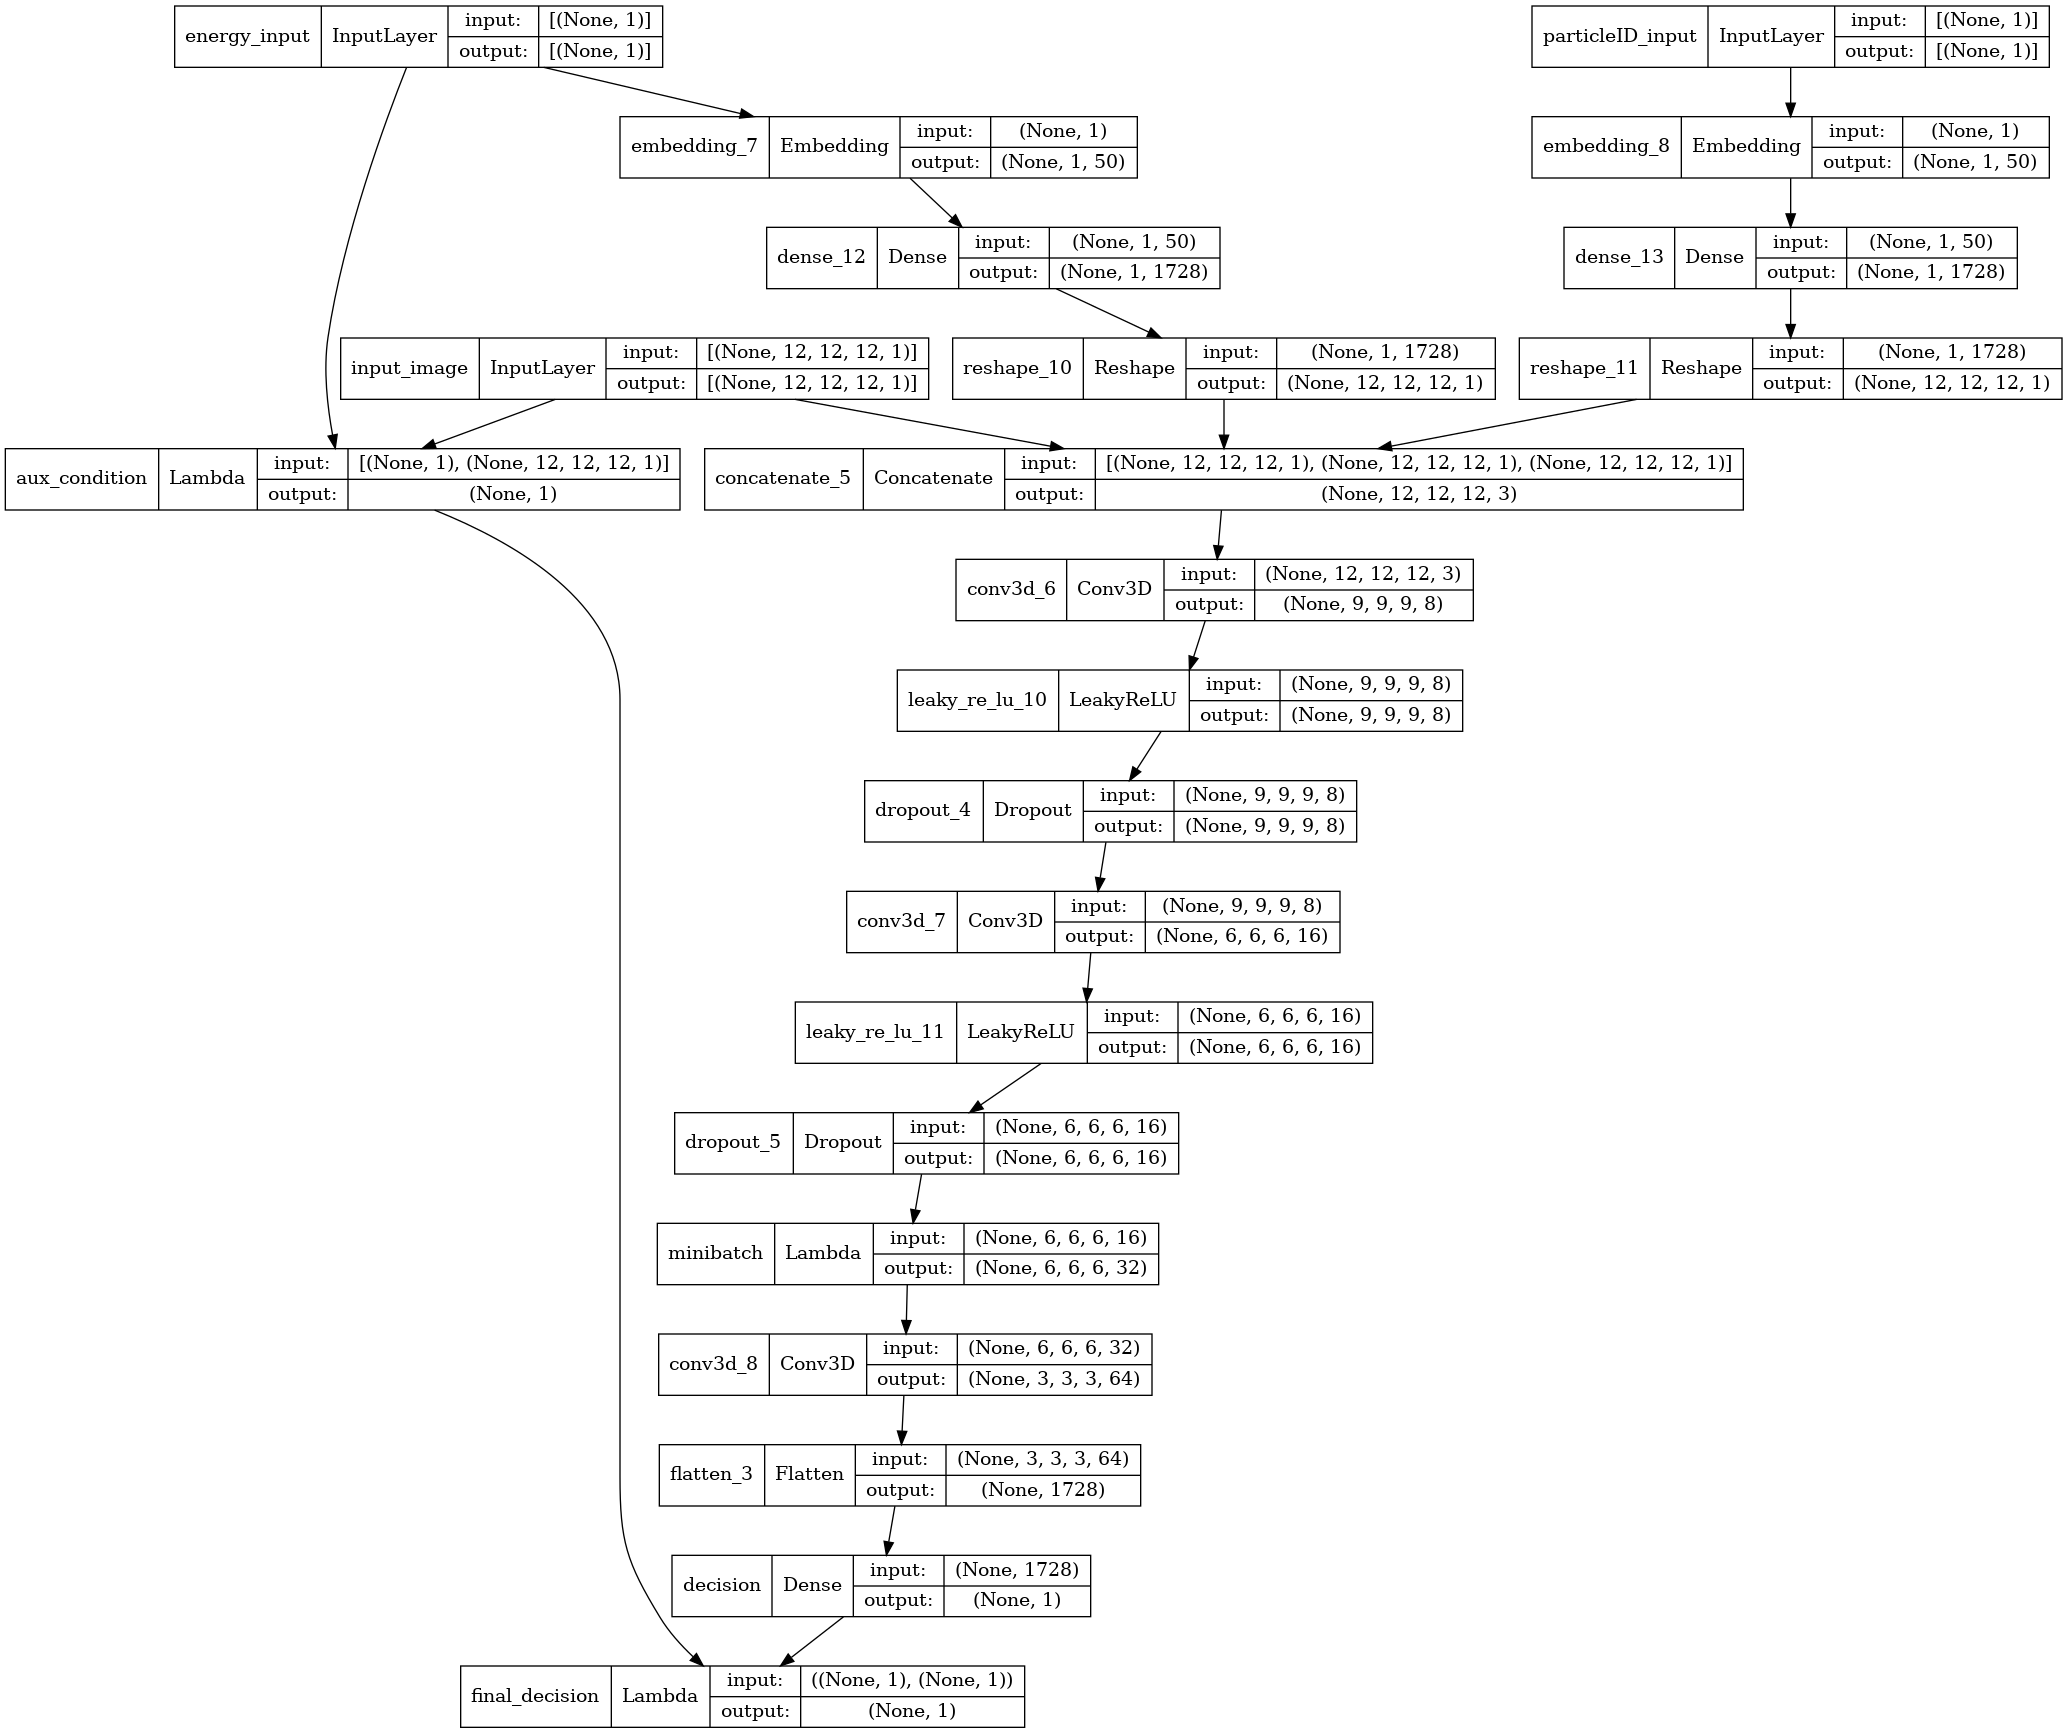 energy_input InputLayer input: [(None, 1)]
output: [(None, 1)]
particleID_input InputLayer input: [(None, 1)]
output: [(None, 1)]
embedding_7 Embedding input: (None, 1)
output: (None, 1, 50)
embedding_8 Embedding input: (None, 1)
output: (None, 1, 50)
dense_12 Dense input: (None, 1, 50)
output: (None, 1, 1728)
dense_13 Dense input: (None, 1, 50)
output: (None, 1, 1728)
input_image InputLayer input: [(None, 12, 12, 12, 1)]
output: [(None, 12, 12, 12, 1)]
reshape_10 Reshape input: (None, 1, 1728)
output: (None, 12, 12, 12, 1)
reshape_11 Reshape input: (None, 1, 1728)
output: (None, 12, 12, 12, 1)
aux_condition Lambda input: [(None, 1), (None, 12, 12, 12, 1)]
output: (None, 1)
concatenate_5 Concatenate input: [(None, 12, 12, 12, 1), (None, 12, 12, 12, 1), (None, 12, 12, 12, 1)]
output: (None, 12, 12, 12, 3)
conv3d_6 Conv3D input: (None, 12, 12, 12, 3)
output: (None, 9, 9, 9, 8)
leaky_re_lu_10 LeakyReLU input: (None, 9, 9, 9, 8)
output: (None, 9, 9, 9, 8)
dropout_4 Dropout input: (None, 9, 9, 9, 8)
output: (None, 9, 9, 9, 8)
conv3d_7 Conv3D input: (None, 9, 9, 9, 8)
output: (None, 6, 6, 6, 16)
leaky_re_lu_11 LeakyReLU input: (None, 6, 6, 6, 16)
output: (None, 6, 6, 6, 16)
dropout_5 Dropout input: (None, 6, 6, 6, 16)
output: (None, 6, 6, 6, 16)
minibatch Lambda input: (None, 6, 6, 6, 16)
output: (None, 6, 6, 6, 32)
conv3d_8 Conv3D input: (None, 6, 6, 6, 32)
output: (None, 3, 3, 3, 64)
flatten_3 Flatten input: (None, 3, 3, 3, 64)
output: (None, 1728)
decision Dense input: (None, 1728)
output: (None, 1)
final_decision Lambda input: ((None, 1), (None, 1))
output: (None, 1)